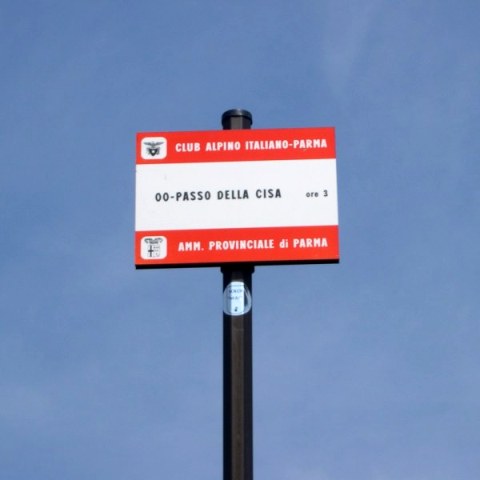 CLUB ALPINO ITALIANO-PARMA
00-PASSO DELLA CISA ore 3
AMM. PROVINCIALE di PARMA